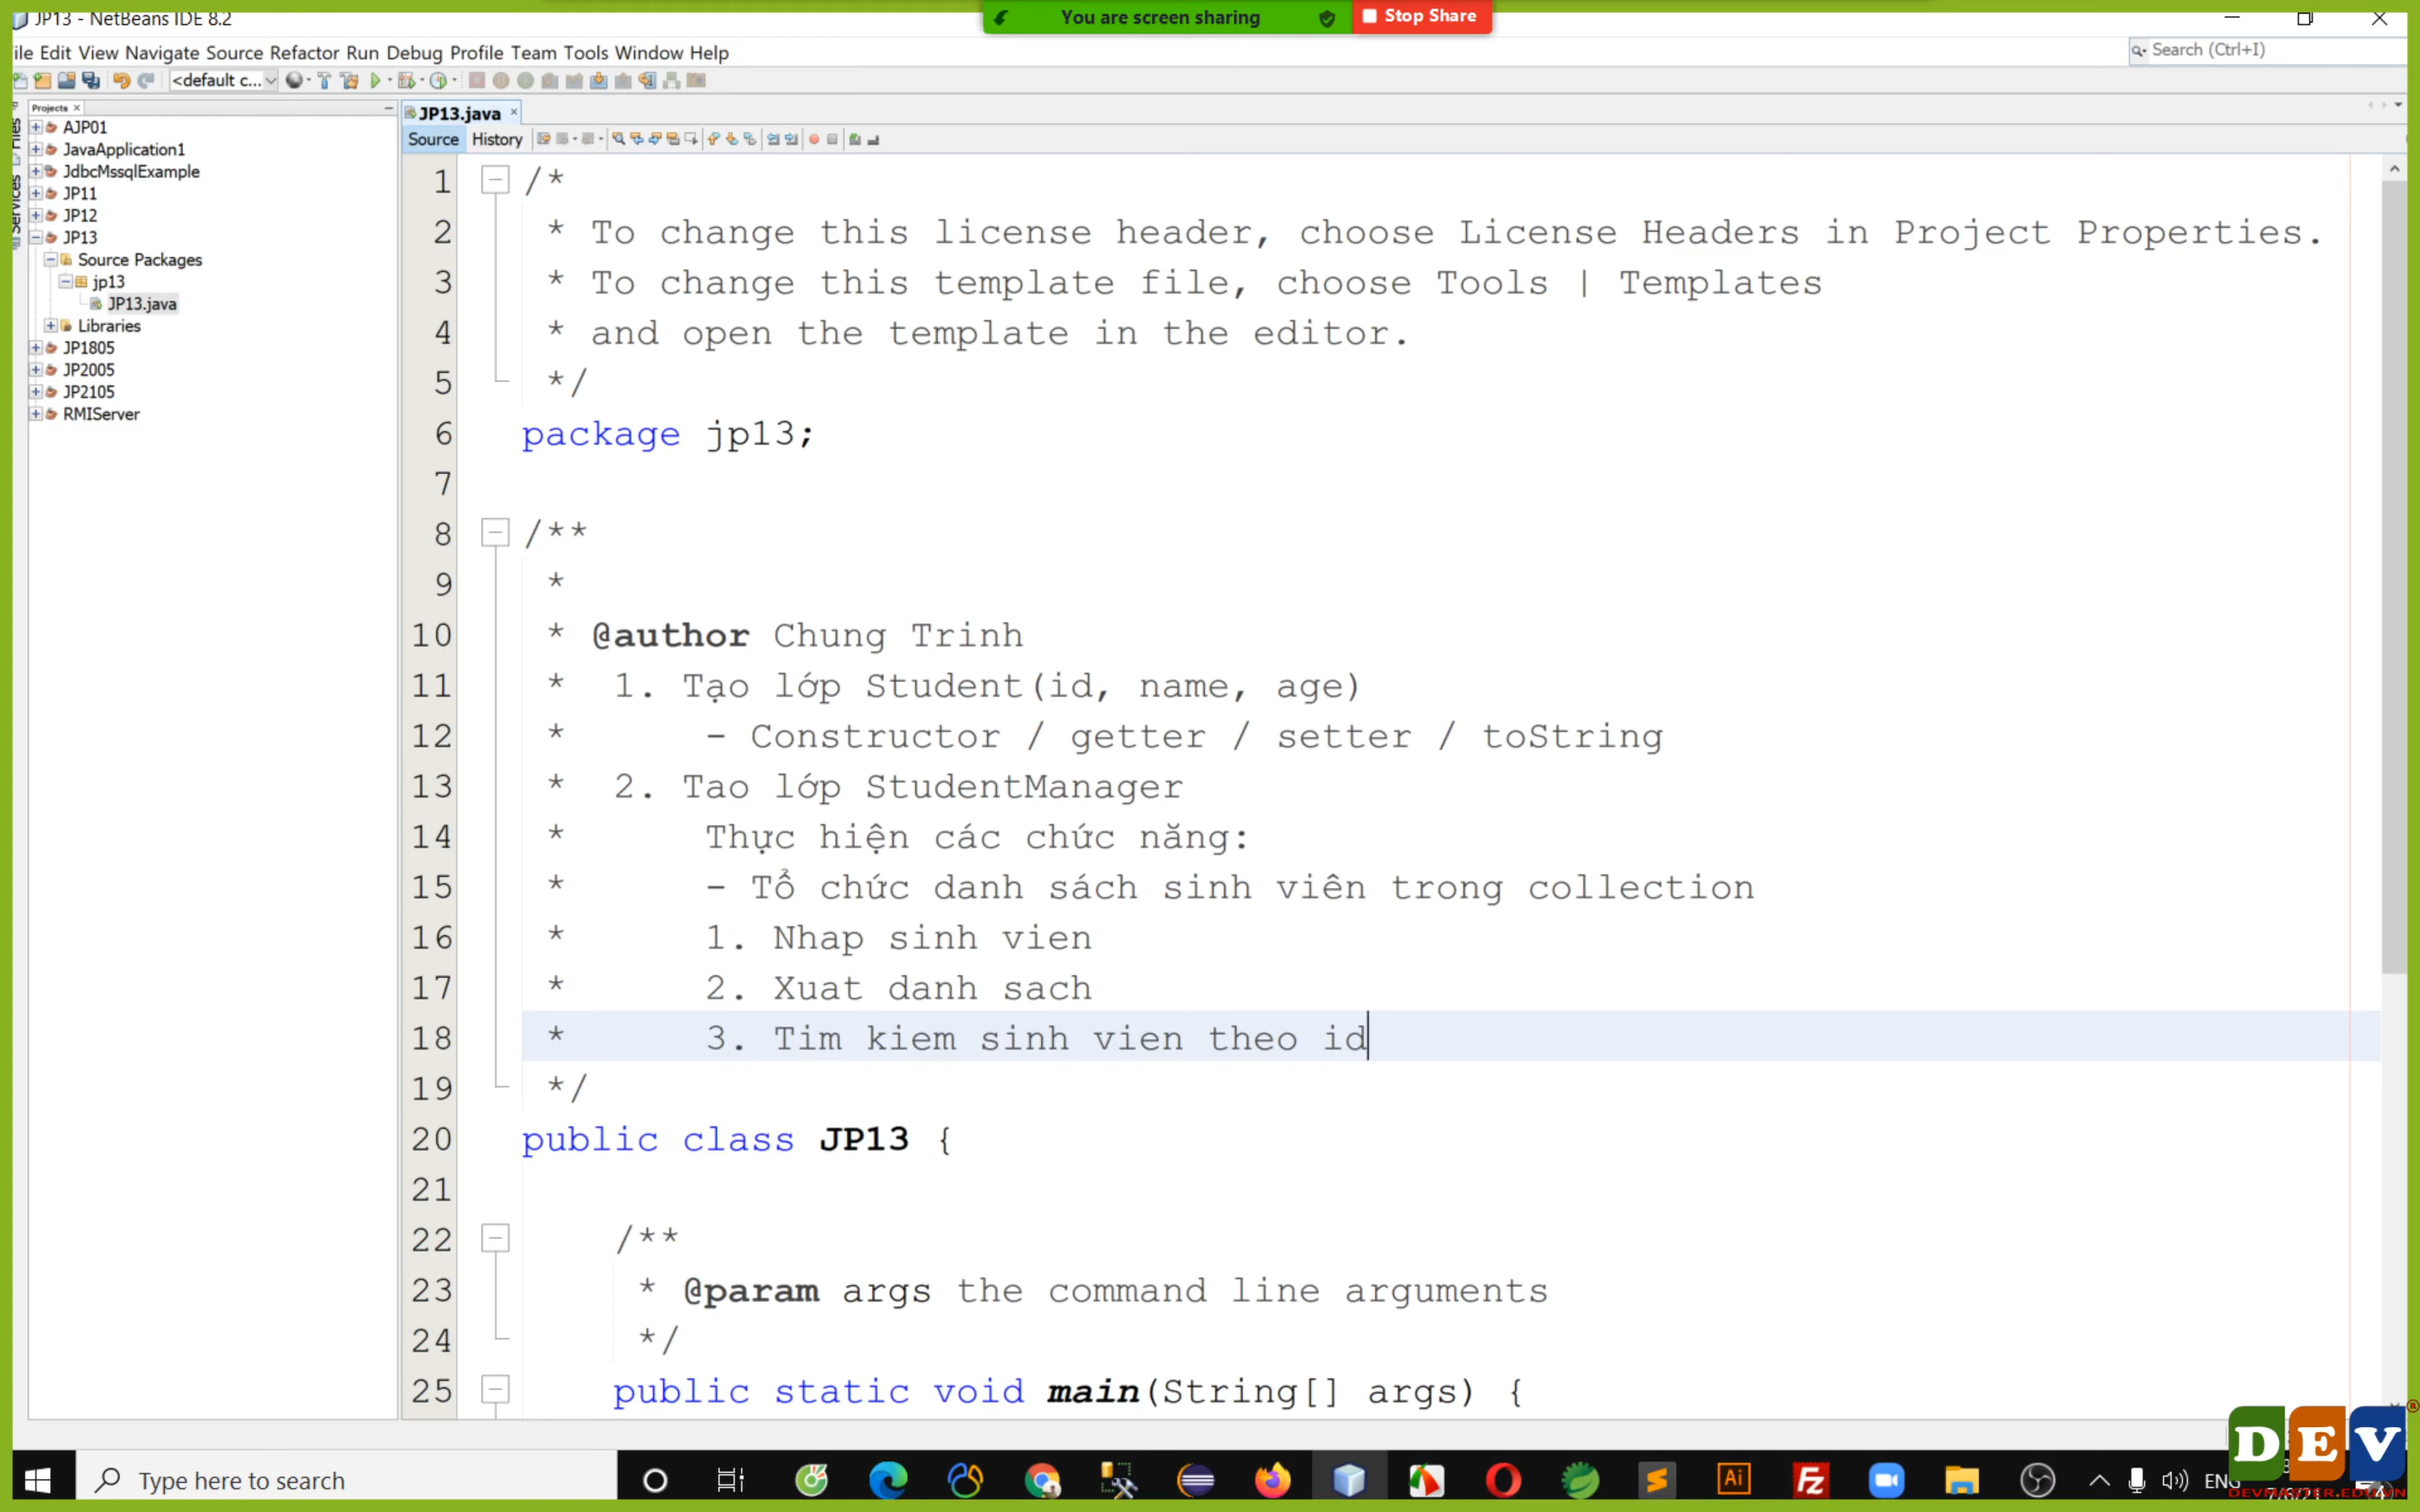 JP13 - NetBeans IDE 8.2
You are screen sharing
Stop Share
ile Edit View Navigate Source Refactor Run Debug Profile Team Tools Window Help
Search (Ctrl+I)
<default c...
Projects
Files
Services
AJP01
JavaApplication1
JdbcMssqlExample
JP11
JP12
JP13
Source Packages
jp13
JP13.java
Libraries
JP1805
JP2005
JP2105
RMIServer
JP13.java
Source History
1 /*
2 * To change this license header, choose License Headers in Project Properties.
3 * To change this template file, choose Tools | Templates
4 * and open the template in the editor.
5 */
6 package jp13;
7
8 /**
9 *
10 * @author Chung Trinh
11 * 1. Tạo lớp Student(id, name, age)
12 * - Constructor / getter / setter / toString
13 * 2. Tao lớp StudentManager
14 * Thực hiện các chức năng:
15 * - Tổ chức danh sách sinh viên trong collection
16 * 1. Nhap sinh vien
17 * 2. Xuat danh sach
18 * 3. Tim kiem sinh vien theo id
19 */
20 public class JP13 {
21
22 /**
23 * @param args the command line arguments
24 */
25 public static void main(String[] args) {
Type here to search
Ai
Fz
ENG
DEV
DEVMASTER.EDU.VN